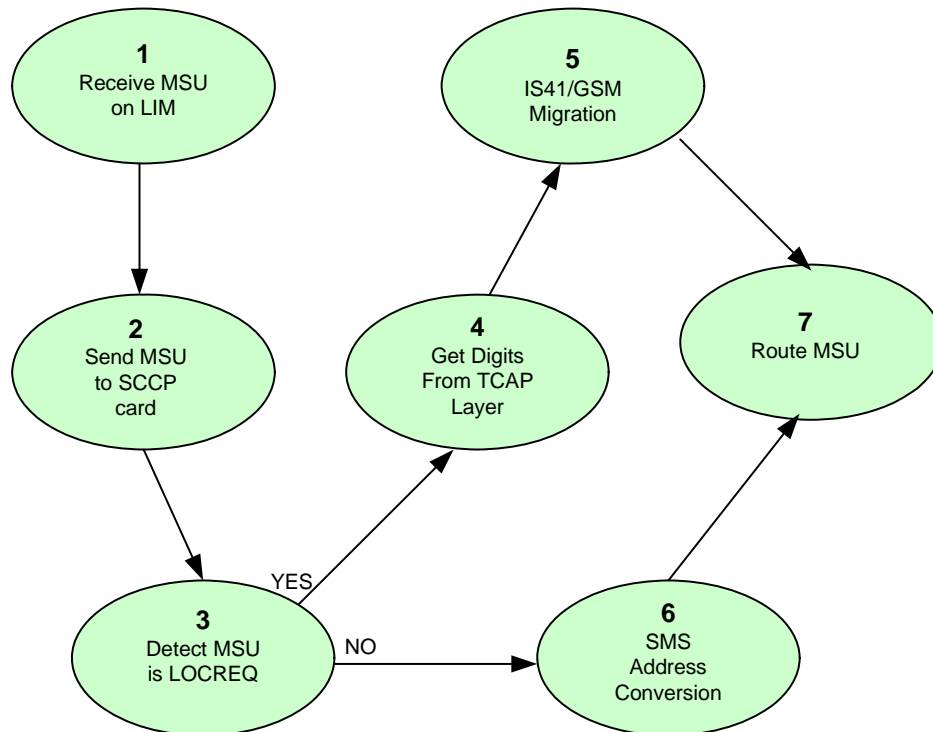 1
Receive MSU
on LIM
2
Send MSU
to SCCP
card
3
Detect MSU
is LOCREQ
YES
NO
4
Get Digits
From TCAP
Layer
5
IS41/GSM
Migration
6
SMS
Address
Conversion
7
Route MSU